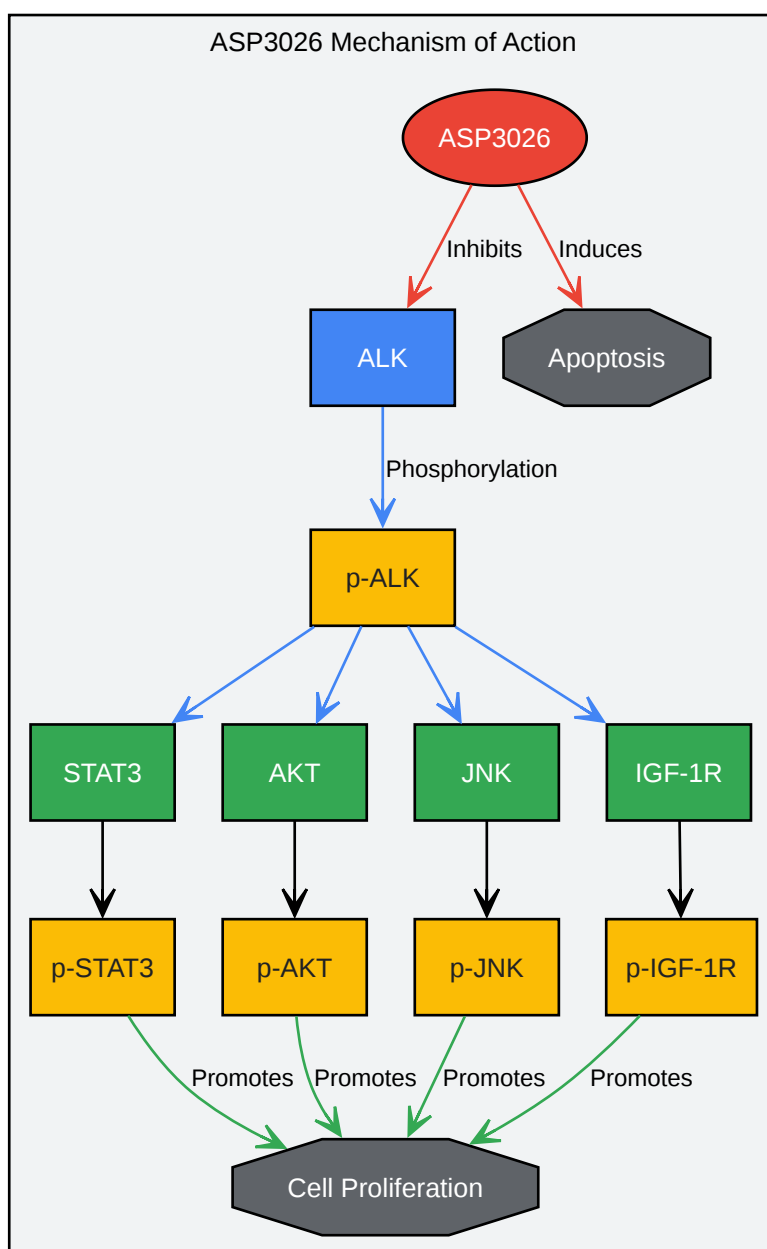 ASP3026 Mechanism of Action
ASP3026
Inhibits
Induces
ALK
Apoptosis
Phosphorylation
p-ALK
STAT3
AKT
JNK
IGF-1R
p-STAT3
p-AKT
p-JNK
p-IGF-1R
Promotes
Promotes
Promotes
Promotes
Cell Proliferation